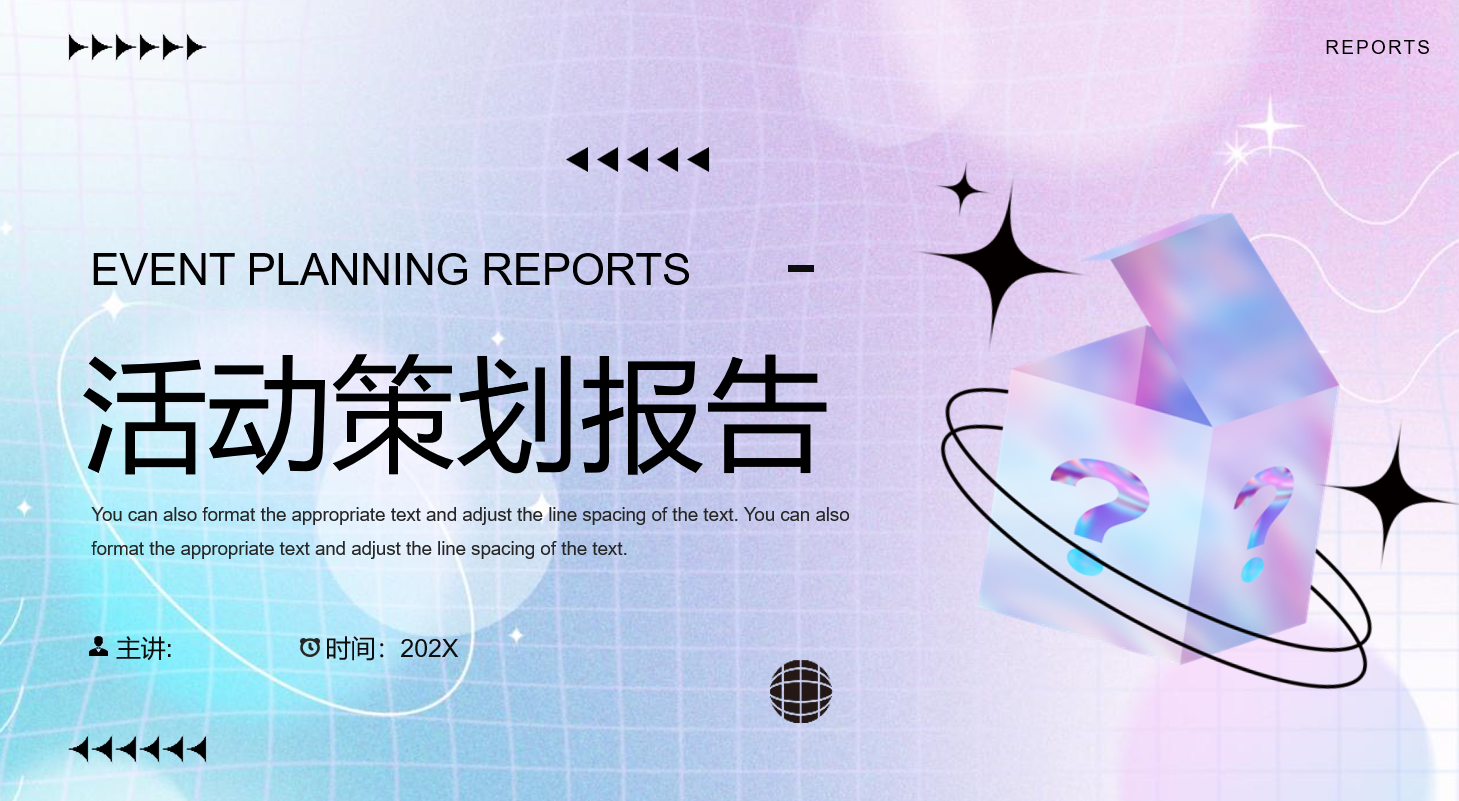 REPORTS
EVENT PLANNING REPORTS
活动策划报告
You can also format the appropriate text and adjust the line spacing of the text. You can also
format the appropriate text and adjust the line spacing of the text.
主讲:
时间：202X
? ?